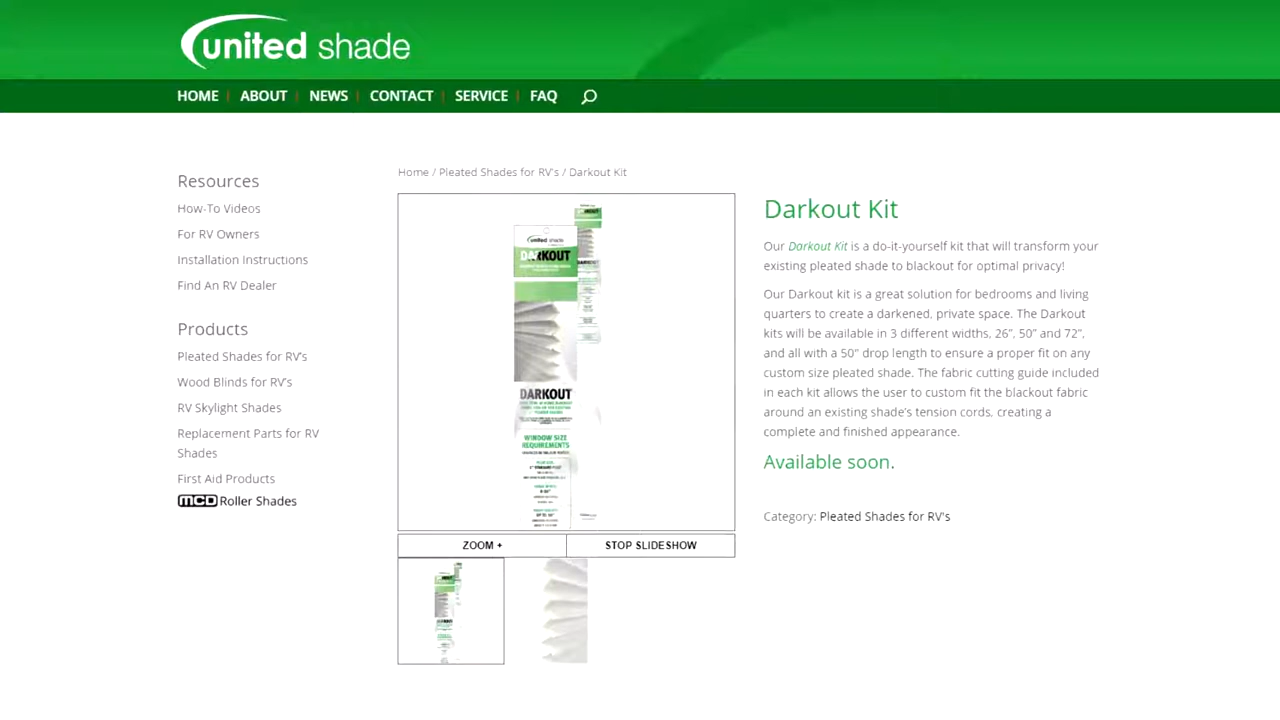 united shade
HOME
ABOUT
NEWS
CONTACT
SERVICE
FAQ
Resources
How-To Videos
For RV Owners
Installation Instructions
Find An RV Dealer
Products
Pleated Shades for RV's
Wood Blinds for RV's
RV Skylight Shades
Replacement Parts for RV
Shades
First Aid Products
MCD Roller Shades
Home / Pleated Shades for RV's / Darkout Kit
united shade
DARKOUT
DARKOUT
WINDOW SIZE
REQUIREMENTS
ZOOM +
STOP SLIDESHOW
Darkout Kit
Our Darkout Kit is a do-it-yourself kit that will transform your
existing pleated shade to blackout for optimal privacy!
Our Darkout kit is a great solution for bedrooms and living
quarters to create a darkened, private space. The Darkout
kits will be available in 3 different widths, 26”, 50” and 72”,
and all with a 50” drop length to ensure a proper fit on any
custom size pleated shade. The fabric cutting guide included
in each kit allows the user to custom fit the blackout fabric
around an existing shade’s tension cords, creating a
complete and finished appearance.
Available soon.
Category: Pleated Shades for RV's